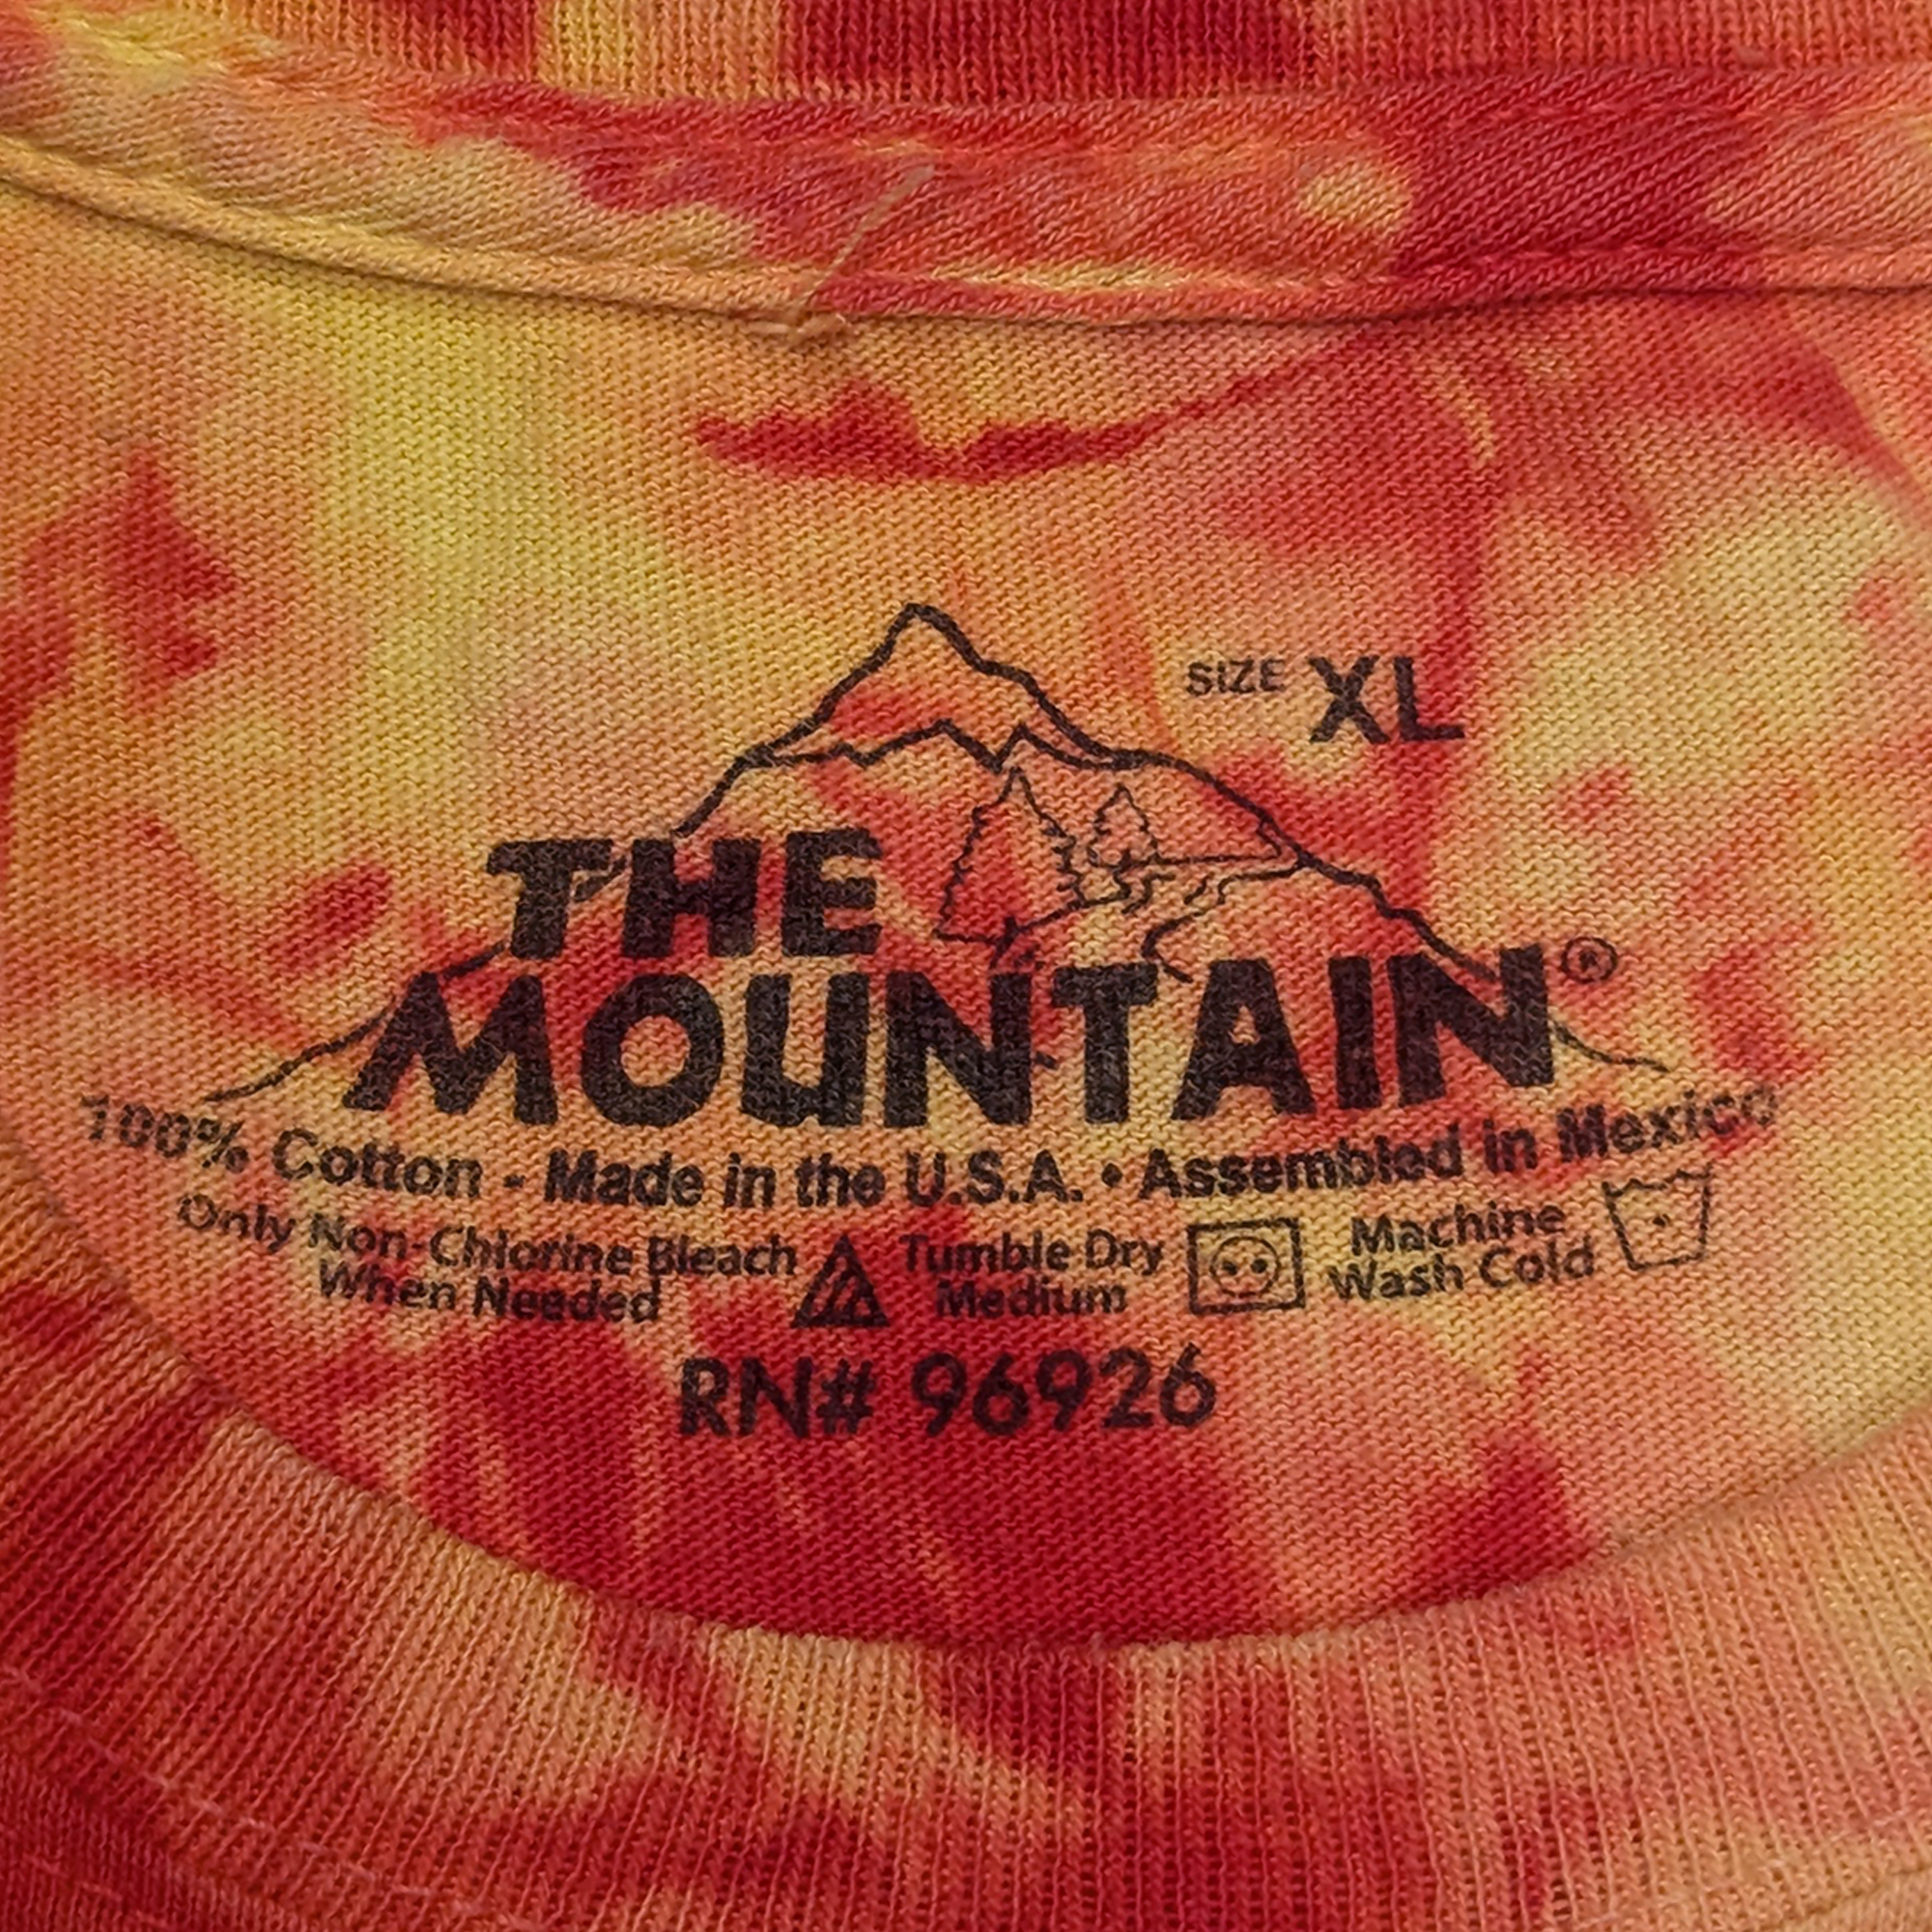 SIZE XL
THE
MOUNTAIN®
100% Cotton - Made in the U.S.A. • Assembled in Mexico
Only Non-Chlorine Bleach
When Needed
Tumble Dry
Medium
Machine
Wash Cold
RN# 96926